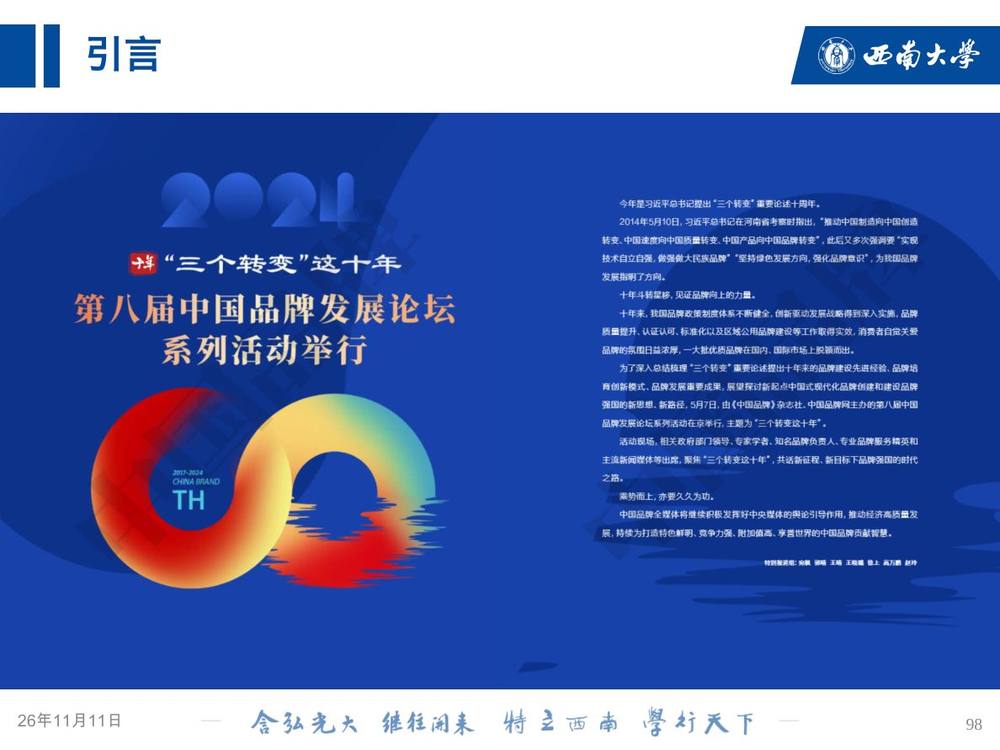 引言
西南大学
2024
十年 “三个转变”这十年
第八届中国品牌发展论坛
系列活动举行
2017-2024
CHINA BRAND
TH
今年是习近平总书记提出“三个转变”重要论述十周年。
2014年5月10日，习近平总书记在河南省考察时指出，“推动中国制造向中国创造
转变、中国速度向中国质量转变、中国产品向中国品牌转变”，此后又多次强调要“实现
技术自立自强，做强做大民族品牌”“坚持绿色发展方向，强化品牌意识”，为我国品牌
发展指明了方向。
十年斗转星移，见证品牌向上的力量。
十年来，我国品牌政策制度体系不断健全，创新驱动发展战略得到深入实施，品牌
质量提升、认证认可、标准化以及区域公用品牌建设等工作取得实效，消费者自觉关爱
品牌的氛围日益浓厚，一大批优质品牌在国内、国际市场上脱颖而出。
为了深入总结梳理“三个转变”重要论述提出十年来的品牌建设先进经验、品牌培
育创新模式、品牌发展重要成果，展望探讨新起点中国式现代化品牌创建和建设品牌
强国的新思想、新路径，5月7日，由《中国品牌》杂志社、中国品牌网主办的第八届中国
品牌发展论坛系列活动在京举行，主题为“三个转变这十年”。
活动现场，相关政府部门领导、专家学者、知名品牌负责人、专业品牌服务精英和
主流新闻媒体等出席，聚焦“三个转变这十年”，共话新征程、新目标下品牌强国的时代
之路。
乘势而上，亦要久久为功。
中国品牌全媒体将继续积极发挥好中央媒体的舆论引导作用，推动经济高质量发
展，持续为打造特色鲜明、竞争力强、附加值高、享誉世界的中国品牌贡献智慧。
特别报道组：
26年11月11日
含弘光大 继往开来 特立西南 学行天下
98